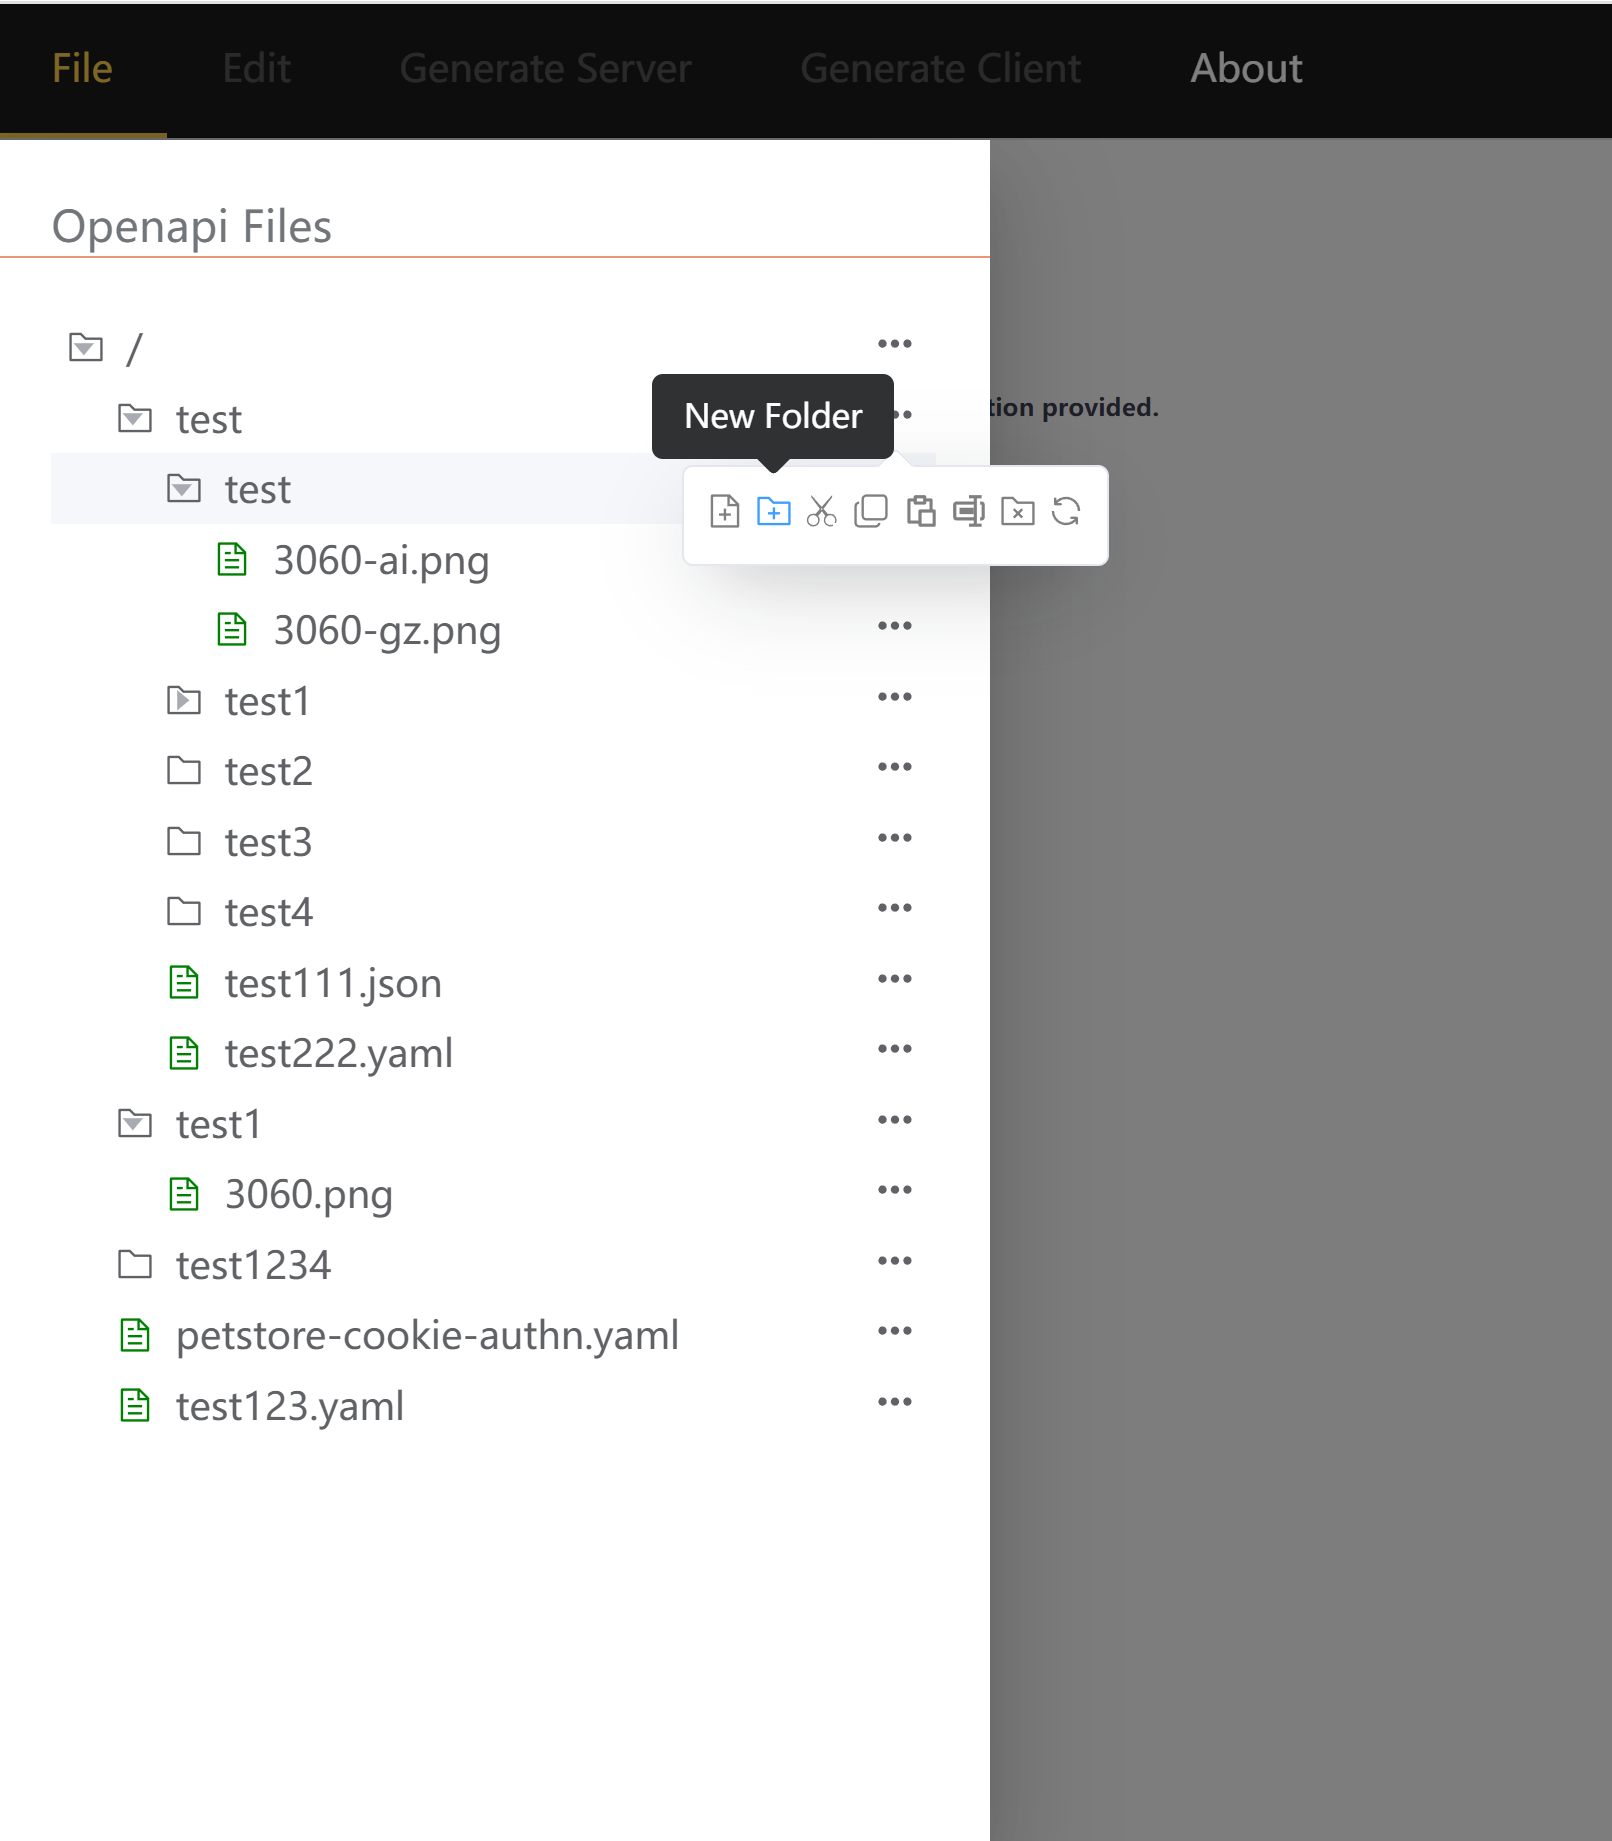 File Edit Generate Server Generate Client About
Openapi Files
/
tion provided.
test
New Folder
test
3060-ai.png
3060-gz.png
test1
test2
test3
test4
test111.json
test222.yaml
test1
3060.png
test1234
petstore-cookie-authn.yaml
test123.yaml